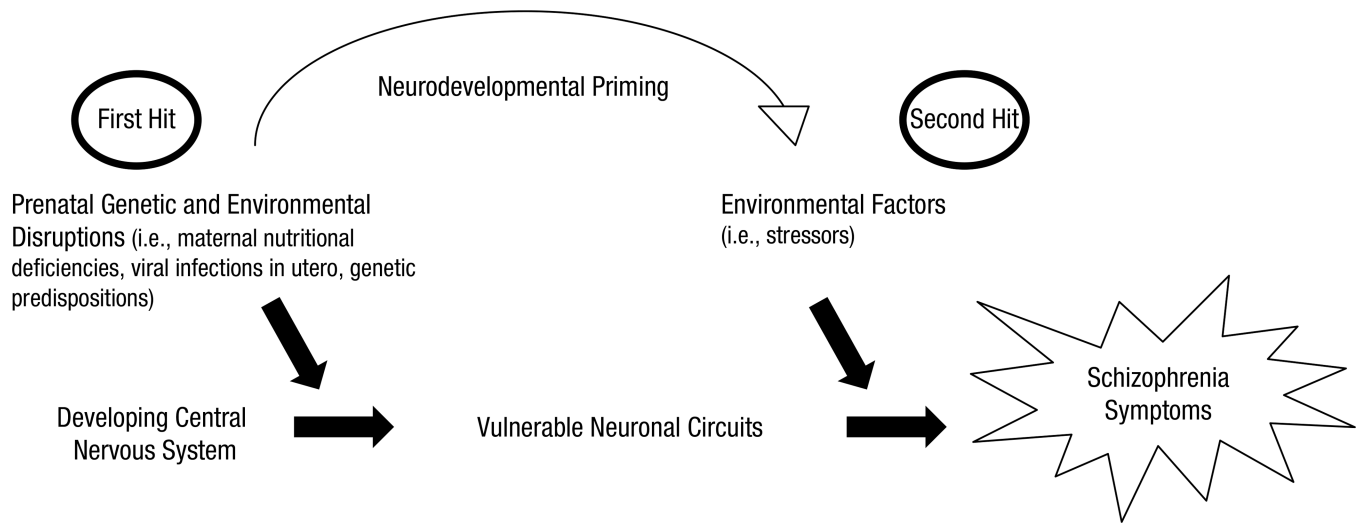 Neurodevelopmental Priming
First Hit
Second Hit
Prenatal Genetic and Environmental
Disruptions (i.e., maternal nutritional
deficiencies, viral infections in utero, genetic
predispositions)
Environmental Factors
(i.e., stressors)
Developing Central
Nervous System
Vulnerable Neuronal Circuits
Schizophrenia
Symptoms